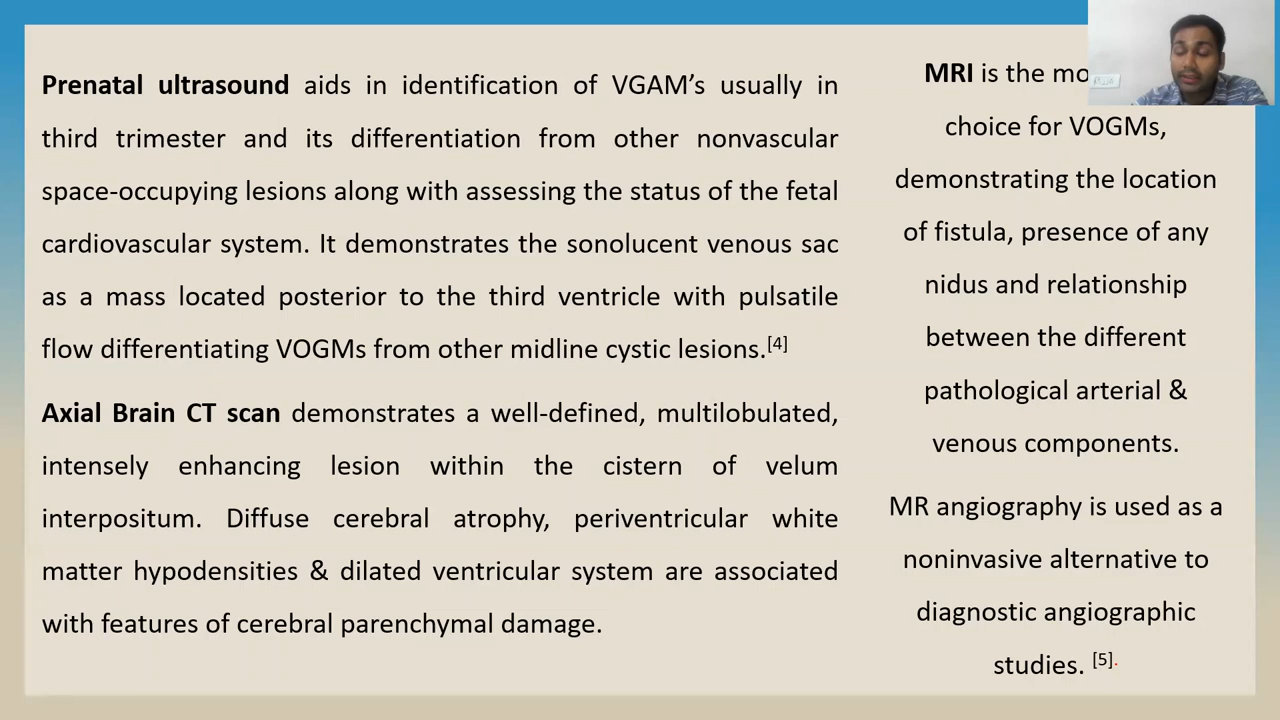 Prenatal ultrasound aids in identification of VGAM's usually in
third trimester and its differentiation from other nonvascular
space-occupying lesions along with assessing the status of the fetal
cardiovascular system. It demonstrates the sonolucent venous sac
as a mass located posterior to the third ventricle with pulsatile
flow differentiating VOGMs from other midline cystic lesions.[4]
Axial Brain CT scan demonstrates a well-defined, multilobulated,
intensely enhancing lesion within the cistern of velum
interpositum. Diffuse cerebral atrophy, periventricular white
matter hypodensities & dilated ventricular system are associated
with features of cerebral parenchymal damage.
MRI is the
choice for VOGMs,
demonstrating the location
of fistula, presence of any
nidus and relationship
between the different
pathological arterial &
venous components.
MR angiography is used as a
noninvasive alternative to
diagnostic angiographic
studies. [5].